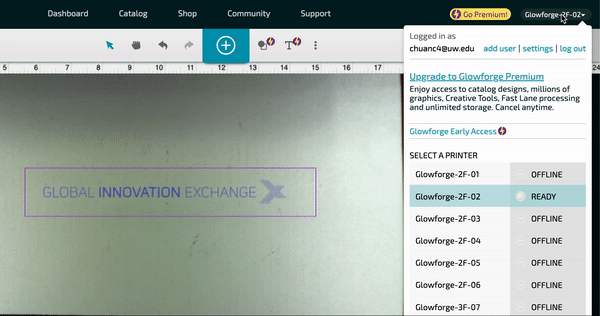 Dashboard Catalog Shop Community Support Go Premium! Glowforge-2F-02
Logged in as
chuanc4@uw.edu add user | settings | log out
Upgrade to Glowforge Premium
Enjoy access to catalog designs, millions of
graphics, Creative Tools, Fast Lane processing
and unlimited storage. Cancel anytime.
Glowforge Early Access
SELECT A PRINTER
Glowforge-2F-01 OFFLINE
Glowforge-2F-02 READY
Glowforge-2F-03 OFFLINE
Glowforge-2F-04 OFFLINE
Glowforge-2F-05 OFFLINE
Glowforge-2F-06 OFFLINE
Glowforge-3F-07 OFFLINE
T
5 6 7 8 9 10 11 12 13 14 15 16 17 24
GLOBAL INNOVATION EXCHANGE X